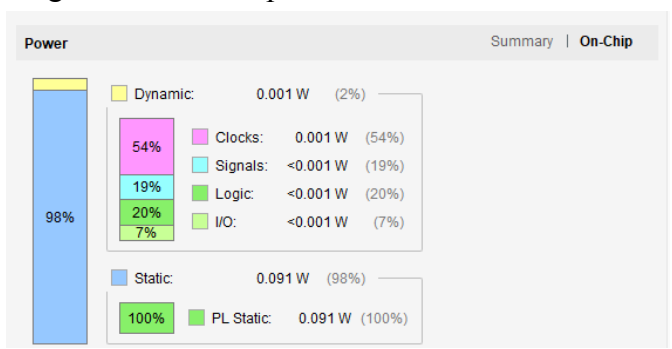 Power Summary | On-Chip
Dynamic: 0.001 W (2%)
54% Clocks: 0.001 W (54%)
19% Signals: <0.001 W (19%)
20% Logic: <0.001 W (20%)
7% I/O: <0.001 W (7%)
98%
Static: 0.091 W (98%)
100% PL Static: 0.091 W (100%)